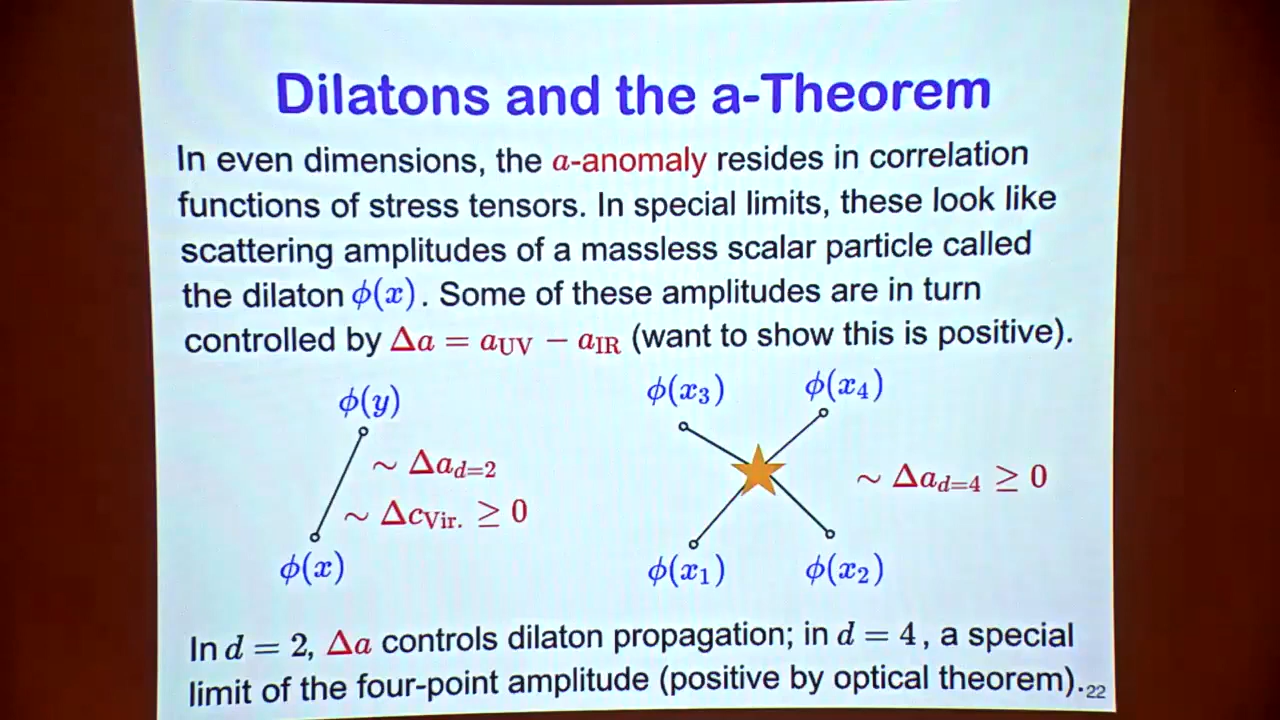 Dilatons and the a-Theorem
In even dimensions, the a-anomaly resides in correlation
functions of stress tensors. In special limits, these look like
scattering amplitudes of a massless scalar particle called
the dilaton ϕ(x). Some of these amplitudes are in turn
controlled by Δa = a_UV − a_IR (want to show this is positive).
ϕ(y)
∼ Δa_{d=2}
∼ Δc_{Vir.} ≥ 0
ϕ(x)
ϕ(x₃) ϕ(x₄)
∼ Δa_{d=4} ≥ 0
ϕ(x₁) ϕ(x₂)
In d = 2, Δa controls dilaton propagation; in d = 4, a special
limit of the four-point amplitude (positive by optical theorem).
22